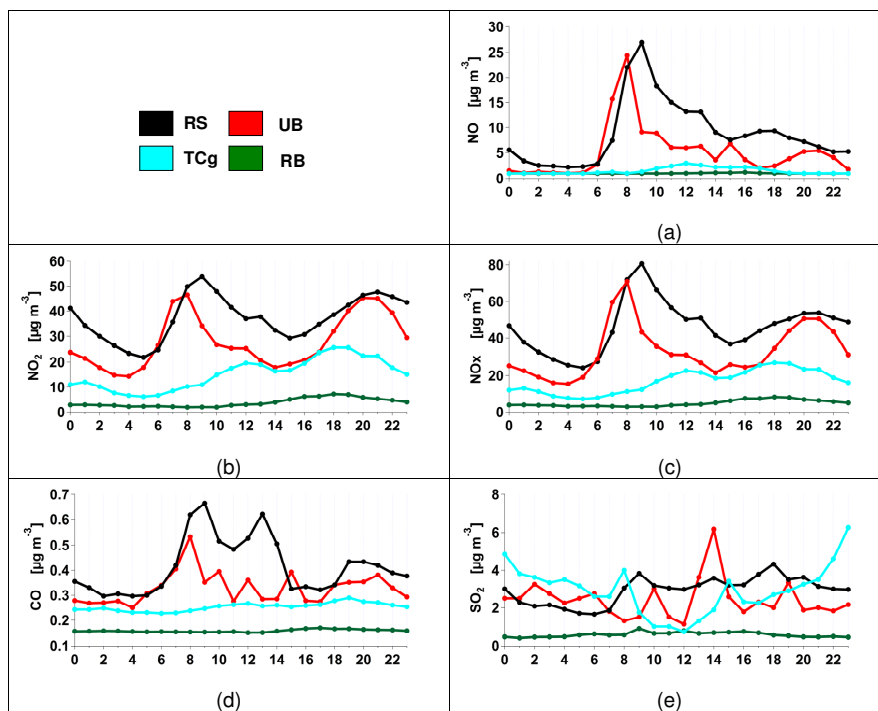 RS UB
TCg RB
NO [µg m-3]
30
25
20
15
10
5
0
0 2 4 6 8 10 12 14 16 18 20 22
(a)
NO2 [µg m-3]
60
50
40
30
20
10
0
0 2 4 6 8 10 12 14 16 18 20 22
(b)
NOx [µg m-3]
80
60
40
20
0
0 2 4 6 8 10 12 14 16 18 20 22
(c)
CO [µg m-3]
0.7
0.6
0.5
0.4
0.3
0.2
0.1
0 2 4 6 8 10 12 14 16 18 20 22
(d)
SO2 [µg m-3]
8
6
4
2
0
0 2 4 6 8 10 12 14 16 18 20 22
(e)